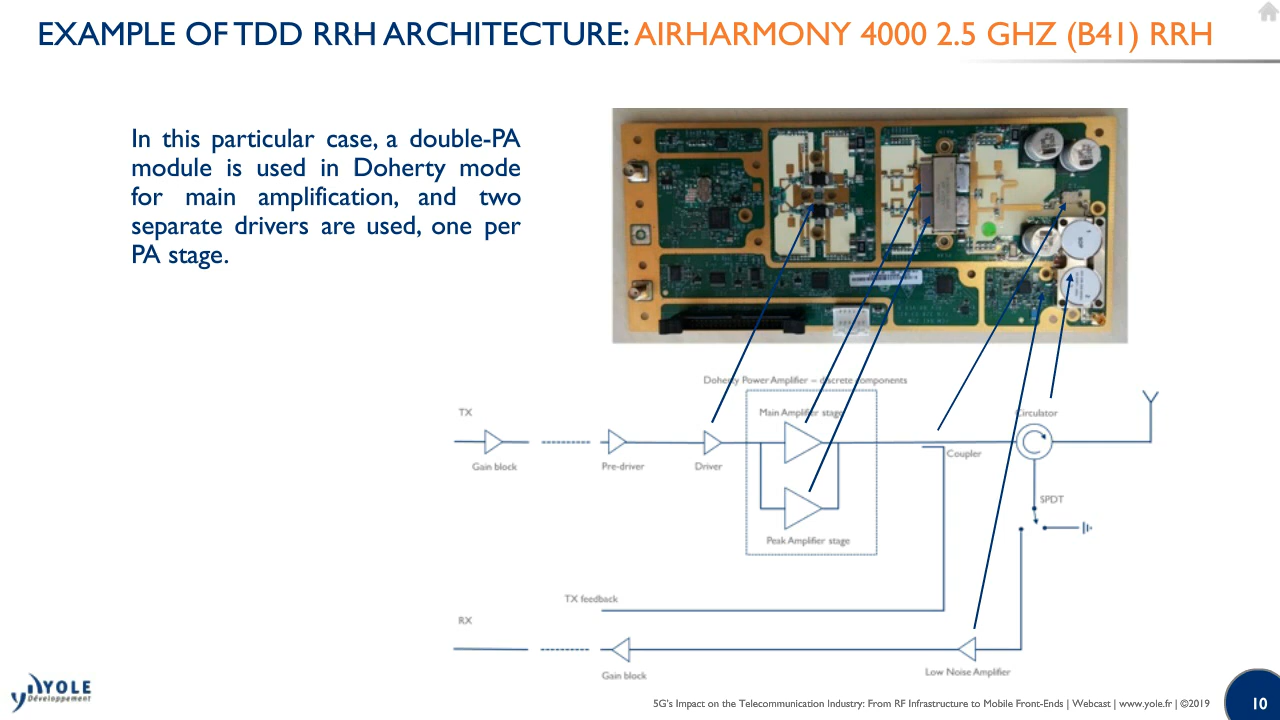 EXAMPLE OF TDD RRH ARCHITECTURE: AIRHARMONY 4000 2.5 GHZ (B41) RRH
In this particular case, a double-PA
module is used in Doherty mode
for main amplification, and two
separate drivers are used, one per
PA stage.
Doherty Power Amplifier – discrete components
TX
Main Amplifier stage
Circulator
Gain block
Pre-driver
Driver
Coupler
SPDT
Peak Amplifier stage
TX feedback
RX
Gain block
Low Noise Amplifier
YOLE
Développement
5G's Impact on the Telecommunication Industry: From RF Infrastructure to Mobile Front-Ends | Webcast | www.yole.fr | ©2019
10